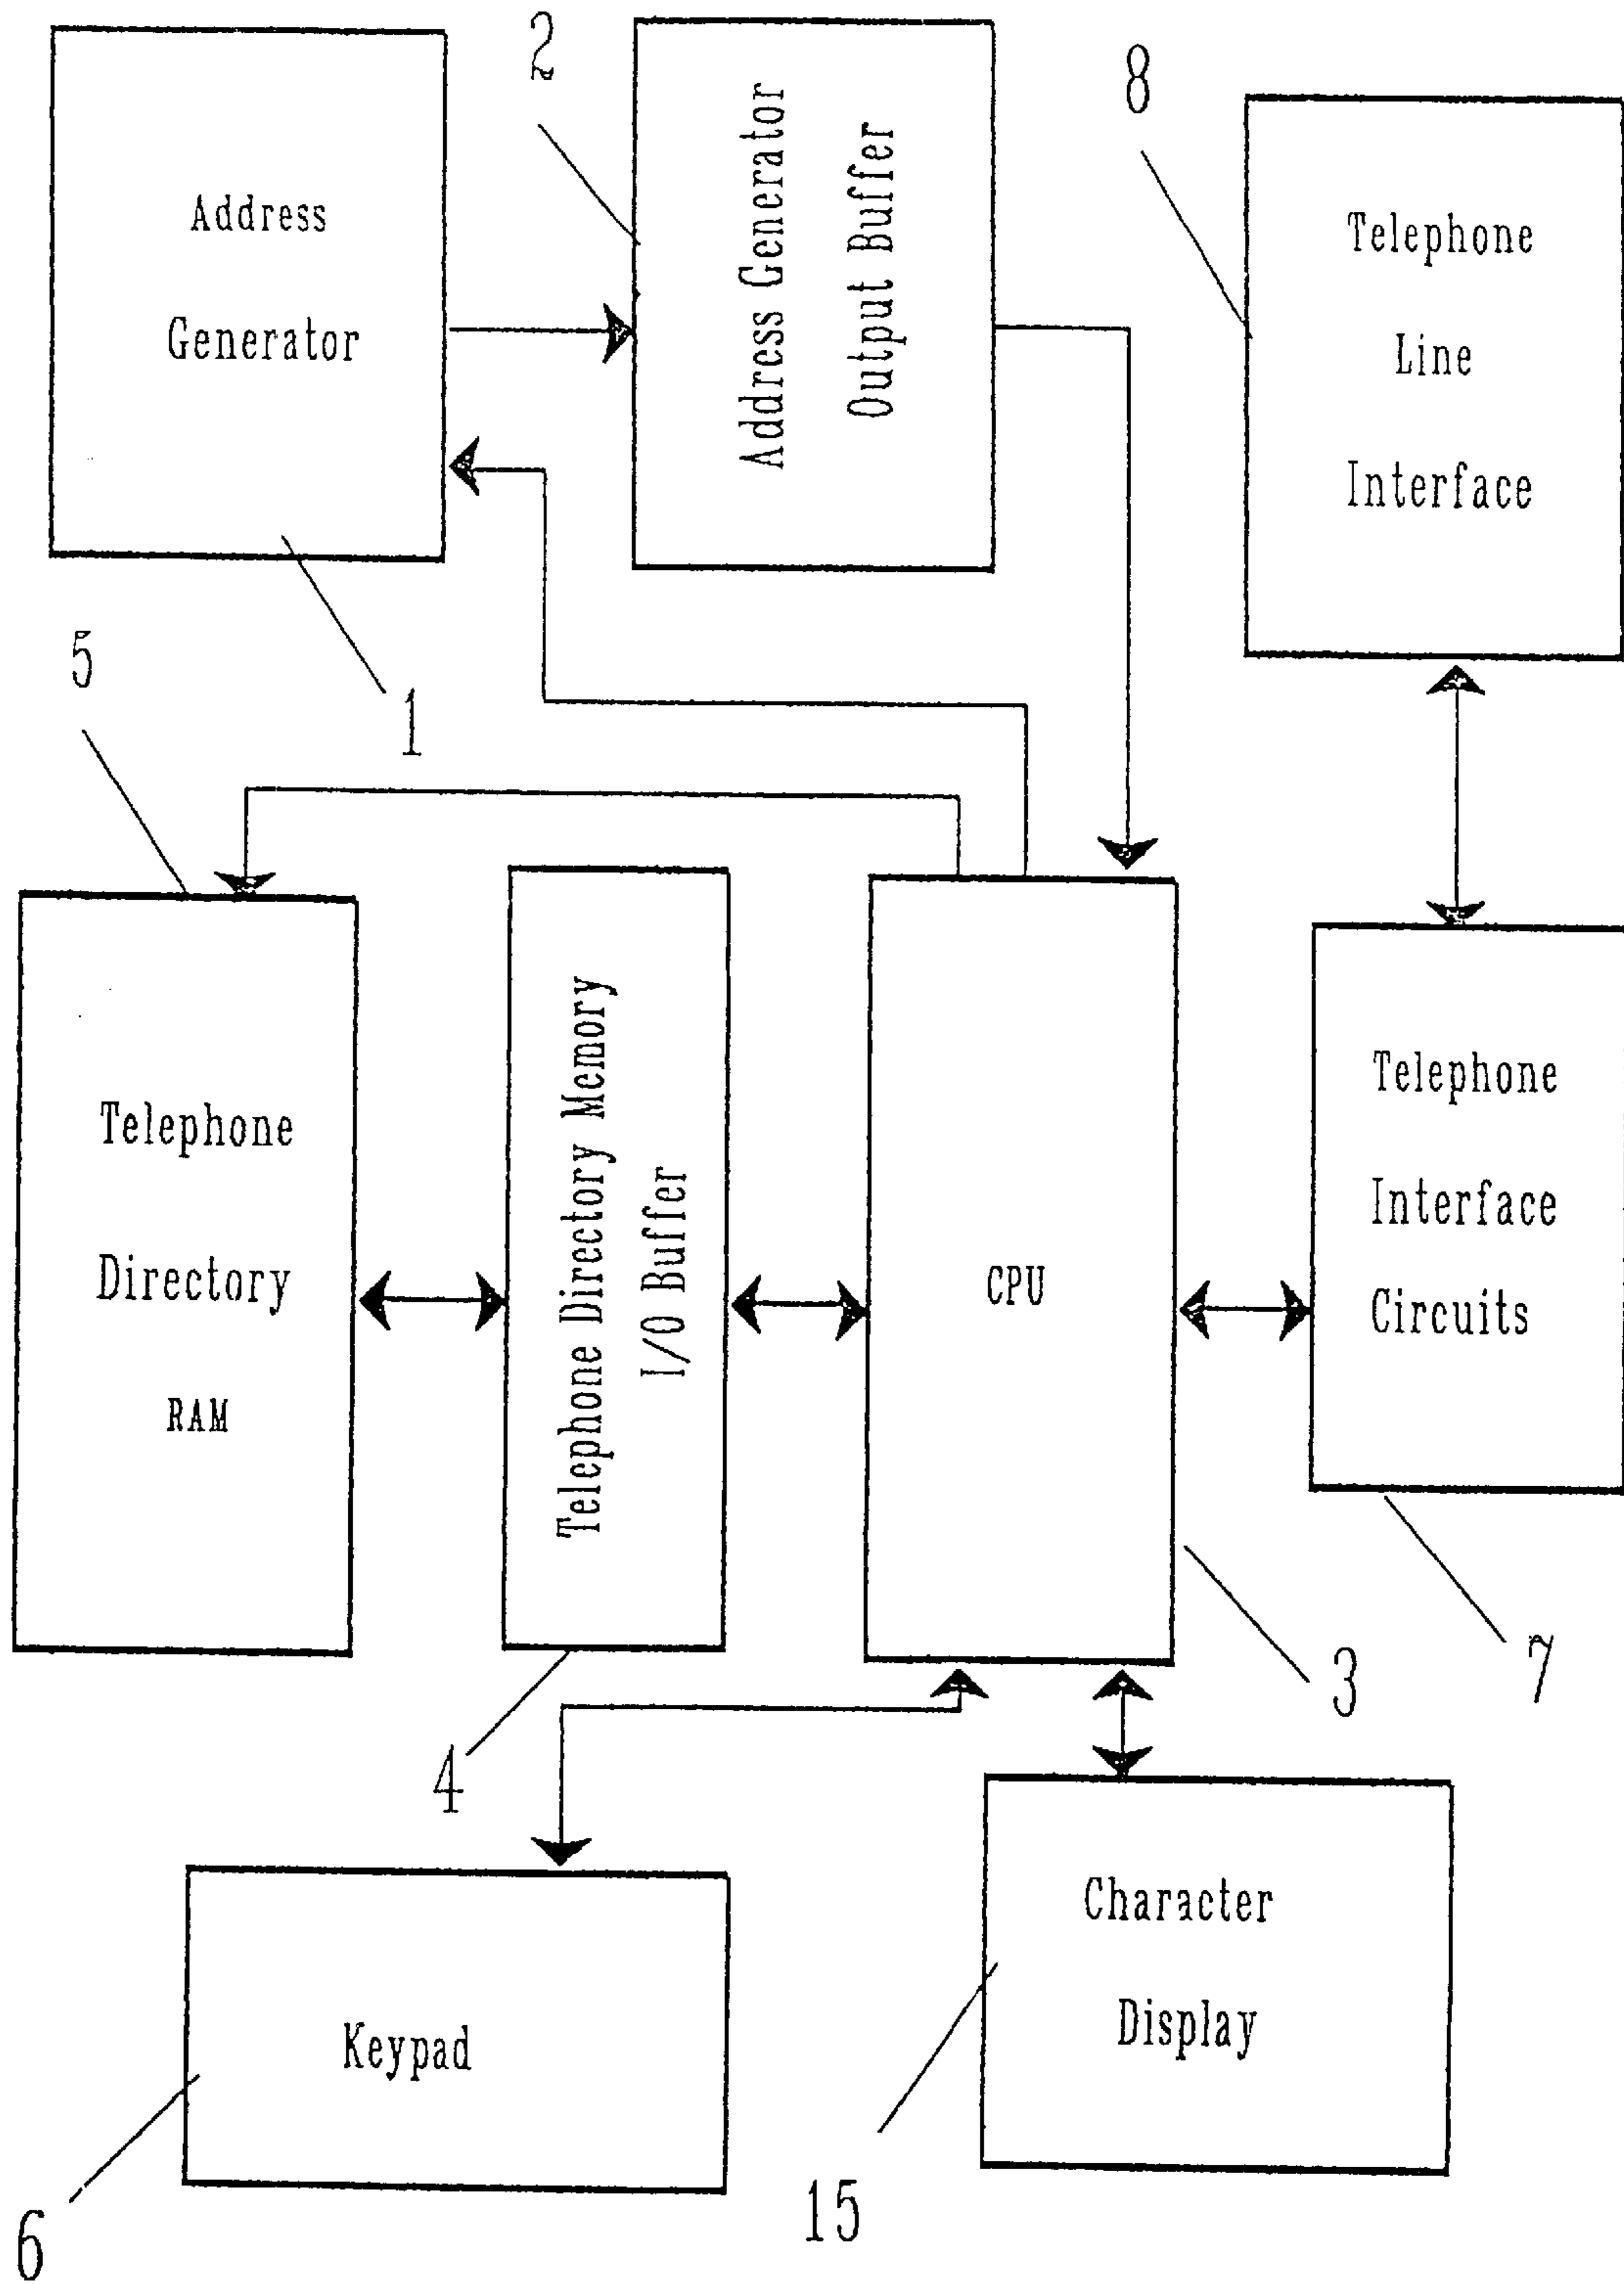 2
8
Address
Generator
Address Generator
Output Buffer
Telephone
Line
Interface
5
1
Telephone
Directory
RAM
Telephone Directory Memory
I/O Buffer
CPU
Telephone
Interface
Circuits
4
3
7
Keypad
Character
Display
6
15